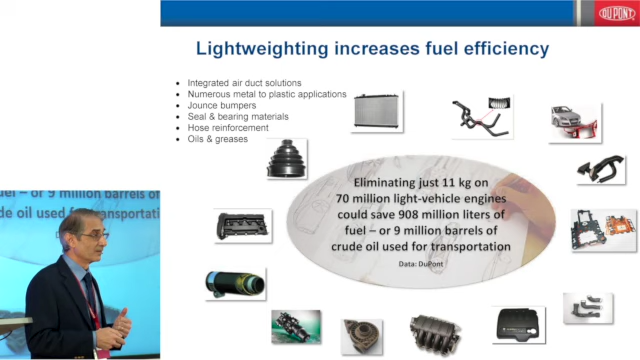 DUPONT
Lightweighting increases fuel efficiency
• Integrated air duct solutions
• Numerous metal to plastic applications
• Jounce bumpers
• Seal & bearing materials
• Hose reinforcement
• Oils & greases
Eliminating just 11 kg on
70 million light-vehicle engines
could save 908 million liters of
fuel – or 9 million barrels of
crude oil used for transportation
Data: DuPont
uel – or 9 million barrels of
de oil used for transportati